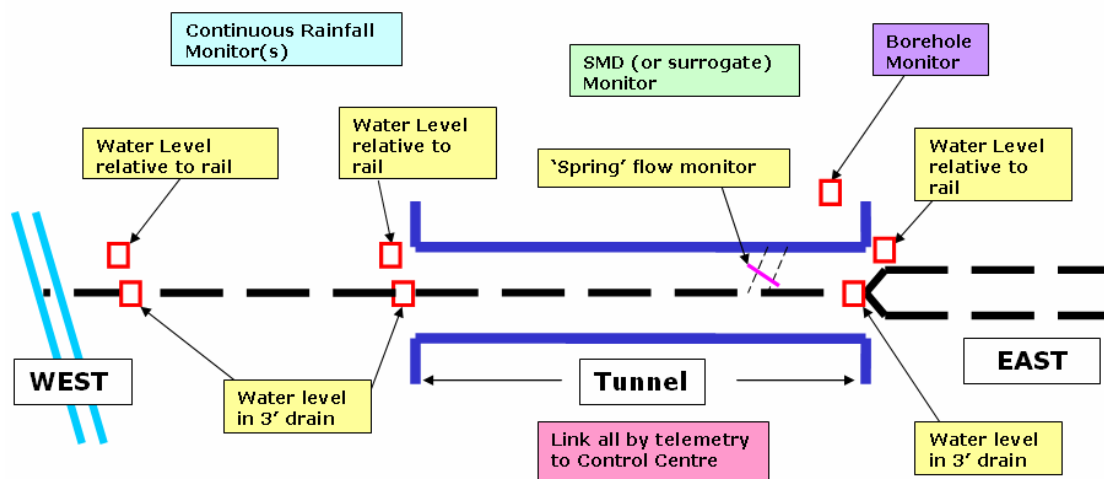 Continuous Rainfall
Monitor(s)
SMD (or surrogate)
Monitor
Borehole
Monitor
Water Level
relative to rail
Water Level
relative to
rail
‘Spring’ flow monitor
Water Level
relative to
rail
WEST
Water level
in 3’ drain
Tunnel
EAST
Link all by telemetry
to Control Centre
Water level
in 3’ drain